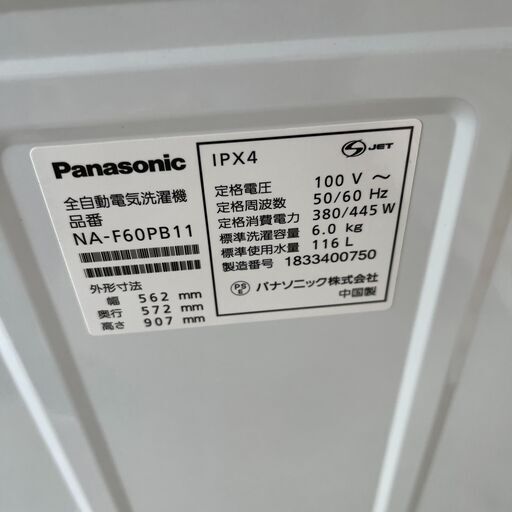 Panasonic
全自動電気洗濯機
品番
NA-F60PB11
外形寸法
幅 562 mm
奥行 572 mm
高さ 907 mm
IPX4
JET
定格電圧 100 V ～
定格周波数 50/60 Hz
定格消費電力 380/445 W
標準洗濯容量 6.0 kg
標準使用水量 116 L
製造番号 1833400750
PS
E
パナソニック株式会社
中国製